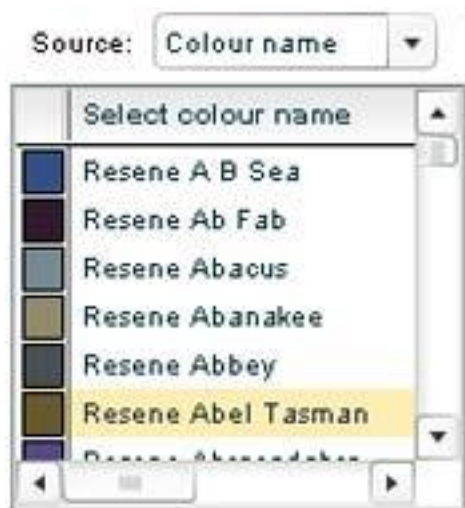 Source: Colour name
Select colour name
Resene A B Sea
Resene Ab Fab
Resene Abacus
Resene Abanakee
Resene Abbey
Resene Abel Tasman
Resene